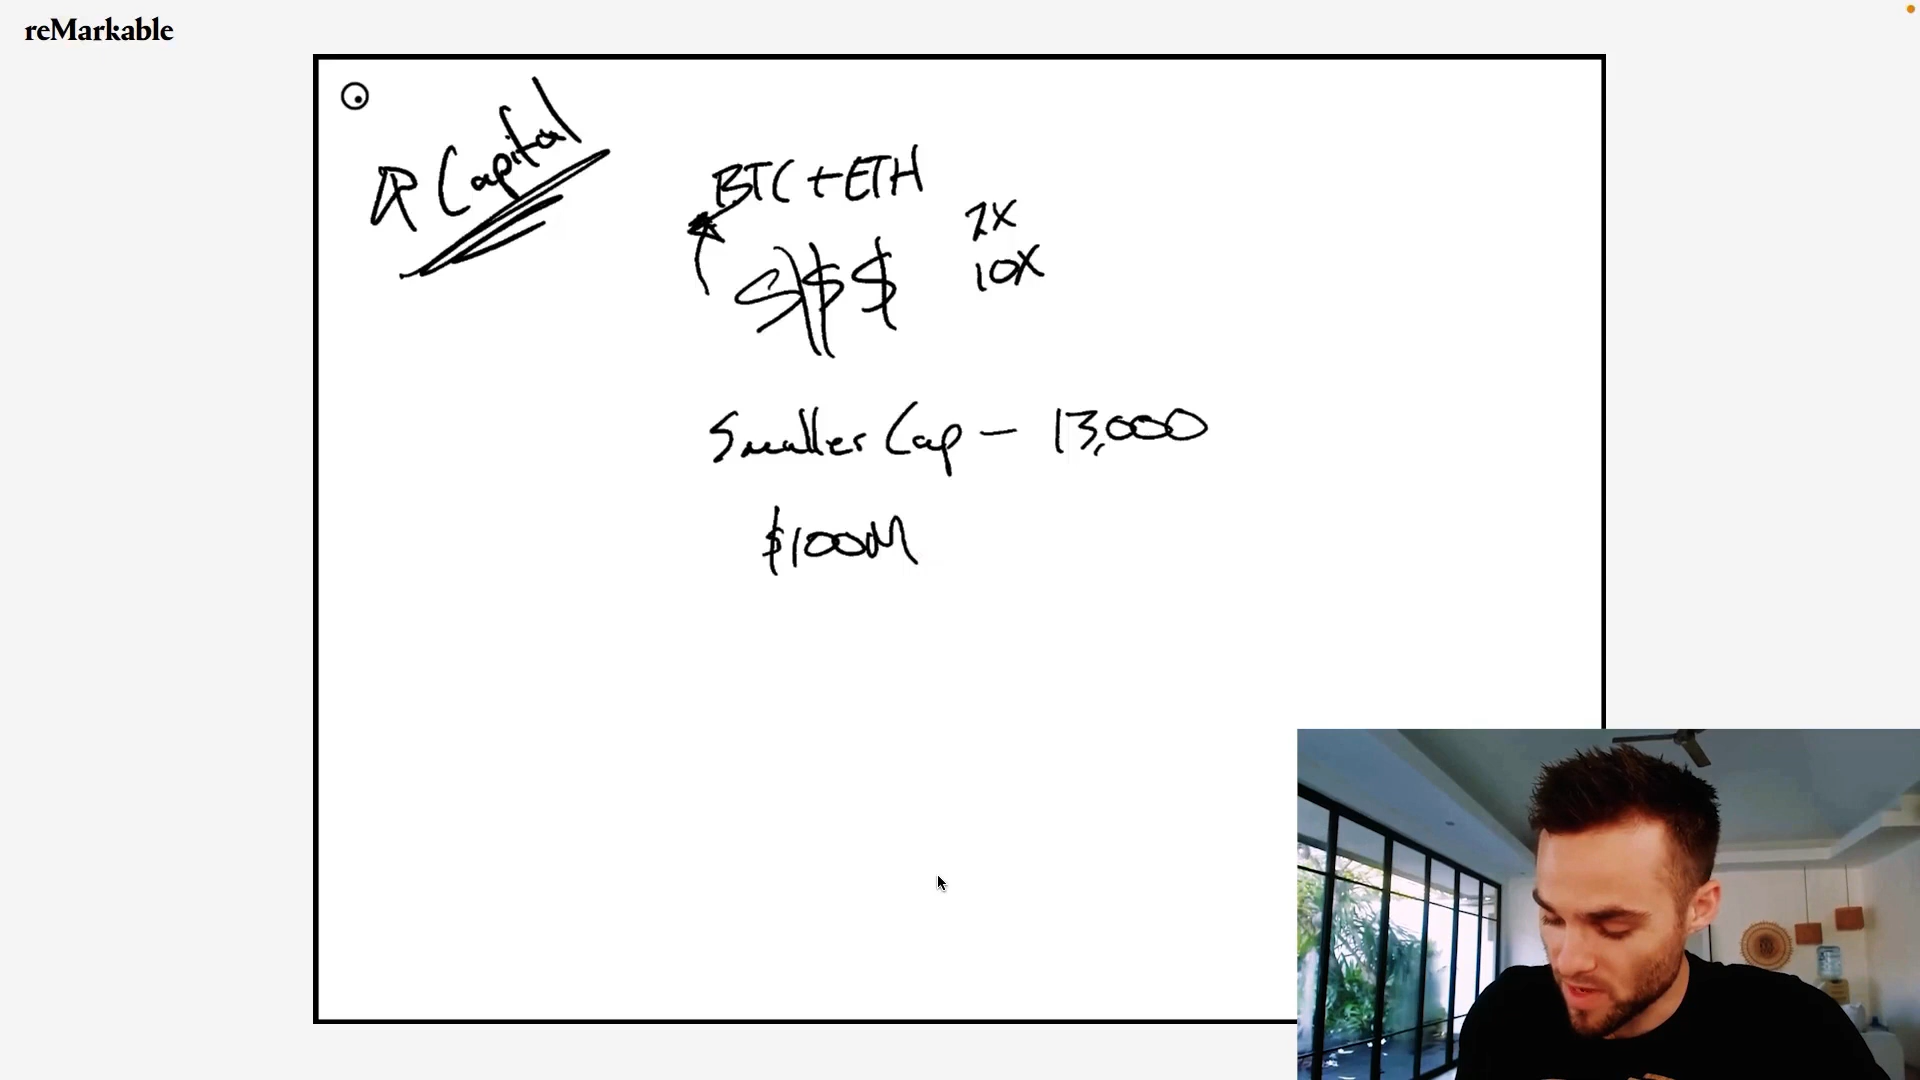 reMarkable
R Capital
BTC + ETH
2X
10X
$$$
Smaller Cap - 13,000
$100M